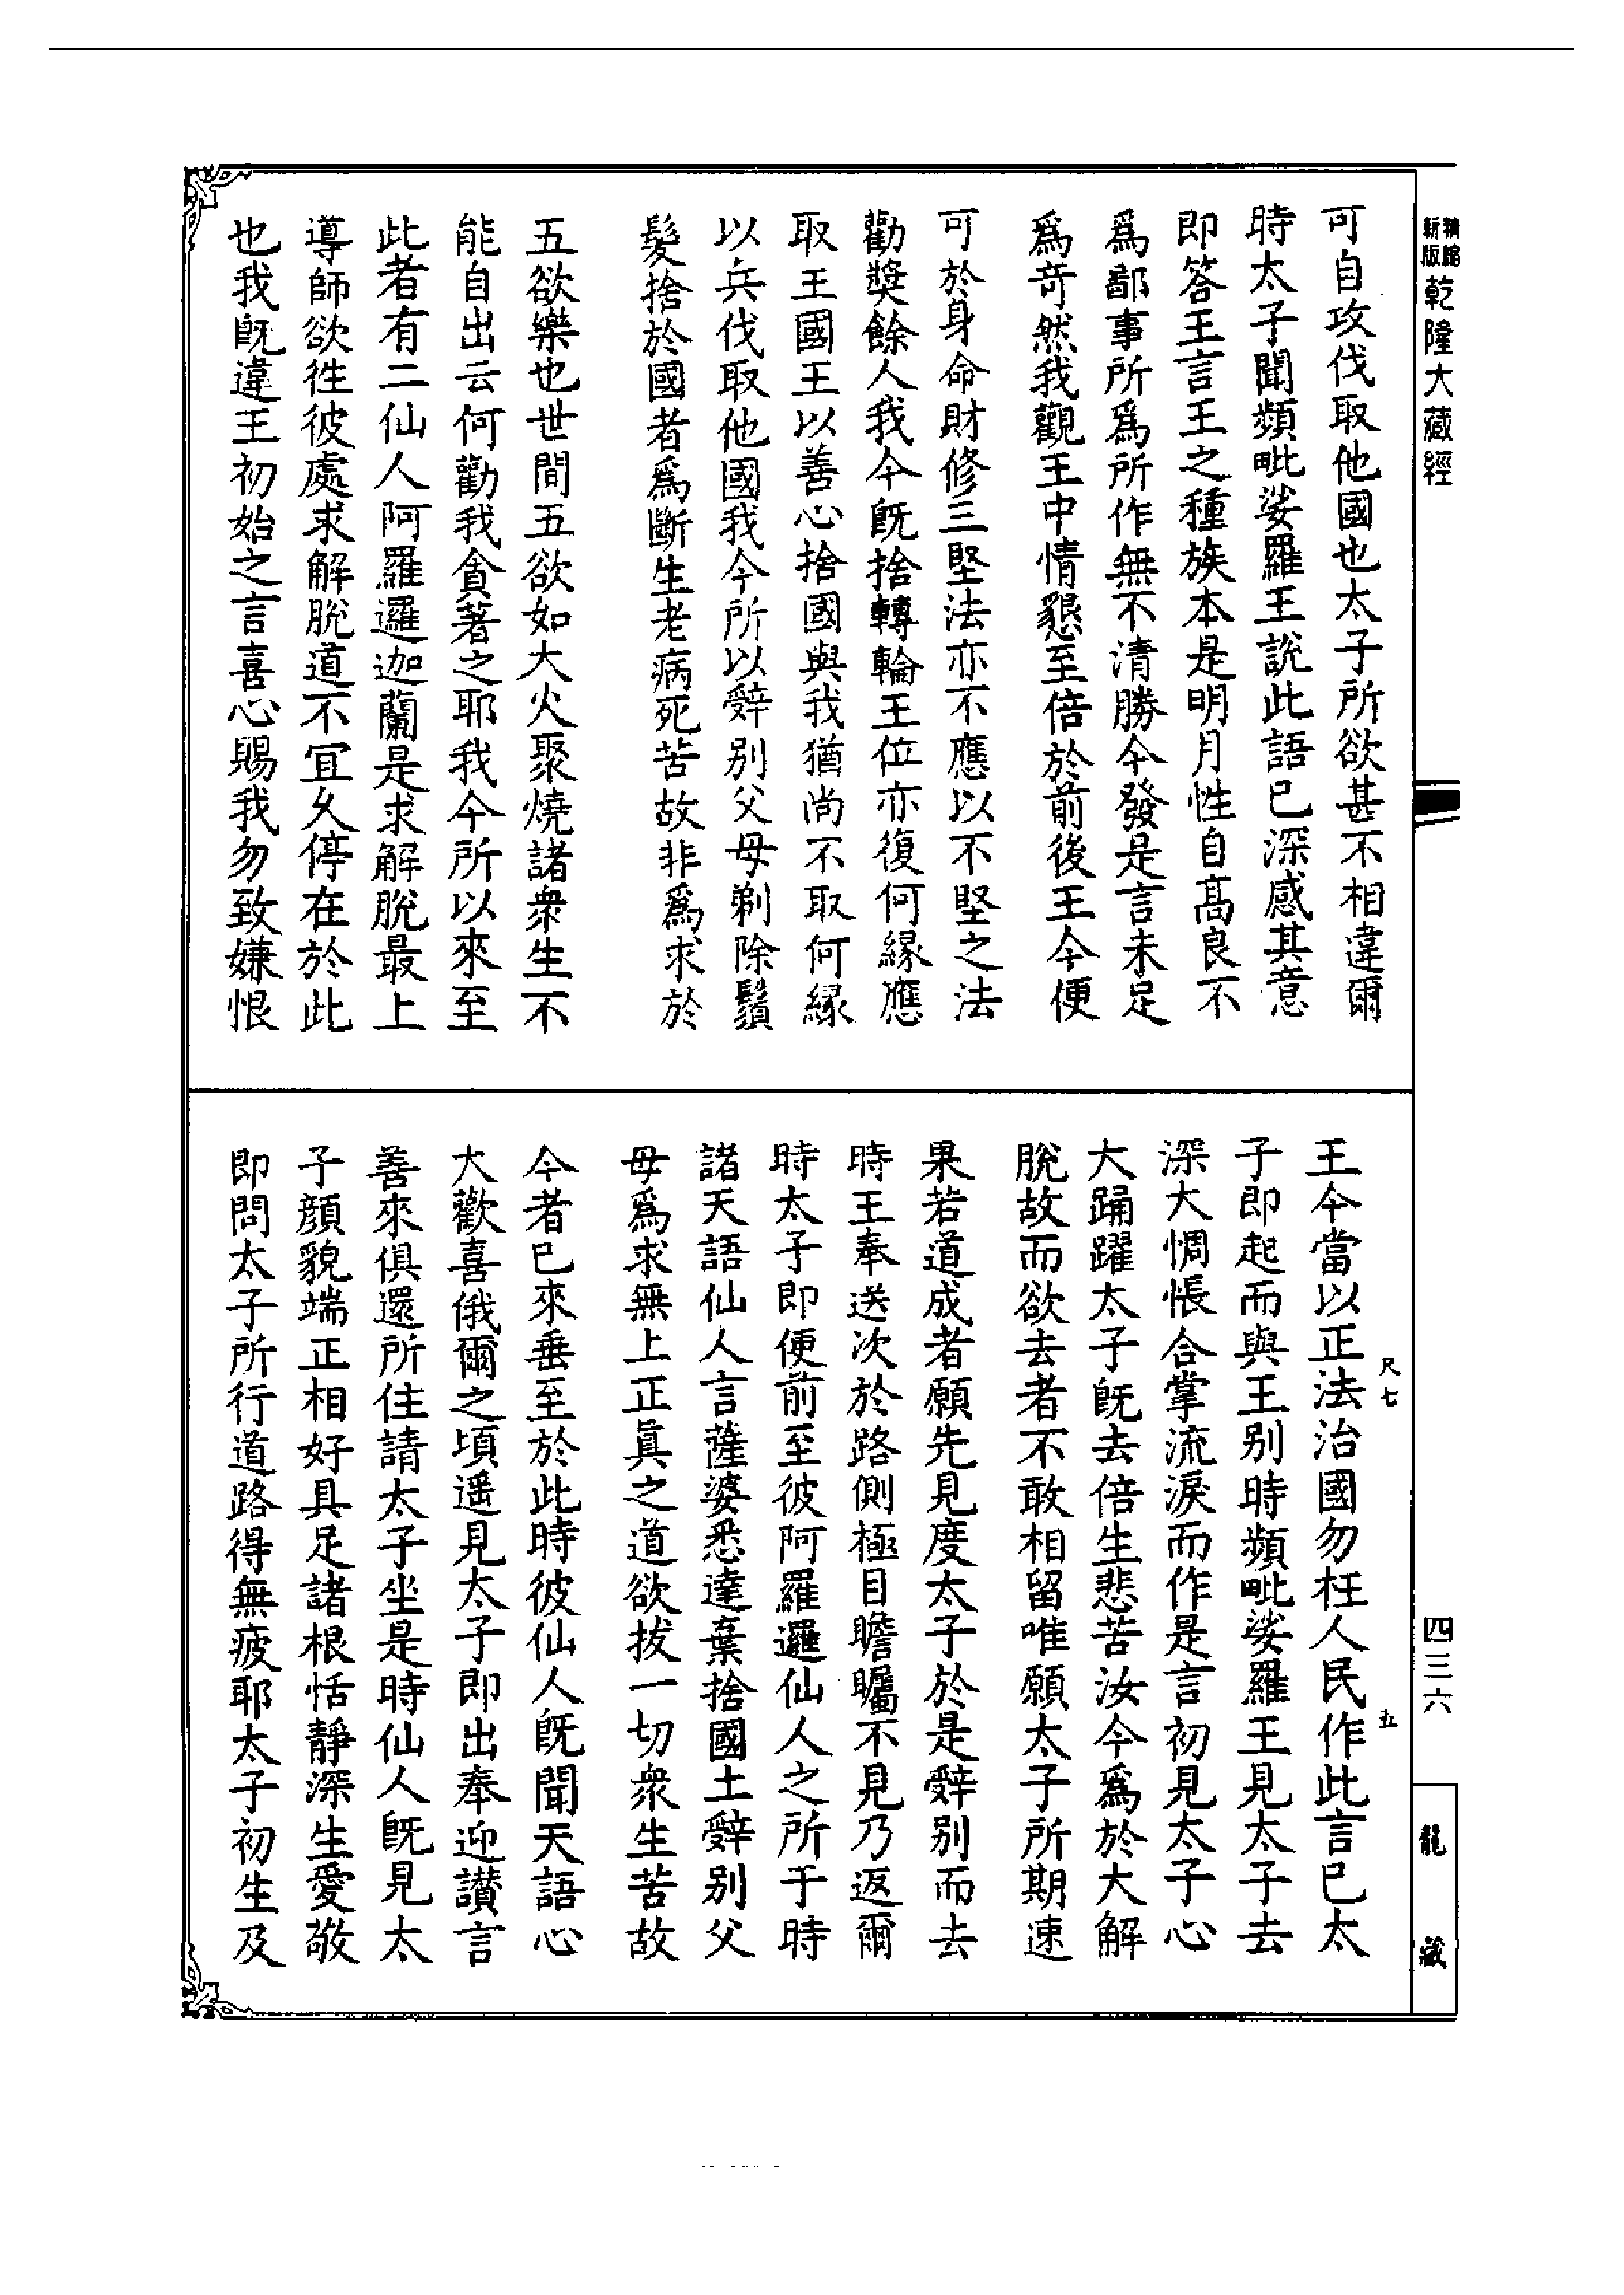 新版精縮乾隆大藏經
可自攻伐取他國也太子所欲甚不相違爾
時太子聞頻毗娑羅王說此語已深感其意
即答王言王之種族本是明月性自高良不
爲鄙事所爲所作無不清勝今發是言未足
爲竒然我觀王中情懇至倍於前後王今便
可於身命財修三堅法亦不應以不堅之法
勸獎餘人我今旣捨轉輪王位亦復何緣應
取王國王以善心捨國與我猶尚不取何緣
以兵伐取他國我今所以辭别父母剃除鬚
髮捨於國者爲斷生老病死苦故非爲求於
五欲樂也世間五欲如大火聚燒諸衆生不
能自出云何勸我貪著之耶我今所以來至
此者有二仙人阿羅邏迦蘭是求解脫最上
導師欲徃彼處求解脫道不宜乆停在於此
也我旣違王初始之言喜心賜我勿致嫌恨
尺七
五
王今當以正法治國勿枉人民作此言已太
子即起而與王别時頻毗娑羅王見太子去
深大惆悵合掌流淚而作是言初見太子心
大踊躍太子旣去倍生悲苦汝今爲於大解
脫故而欲去者不敢相留唯願太子所期速
果若道成者願先見度太子於是辭别而去
時王奉送次於路側極目瞻矚不見乃返爾
時太子即便前至彼阿羅邏仙人之所于時
諸天語仙人言薩婆悉達棄捨國土辭别父
母爲求無上正真之道欲拔一切衆生苦故
今者已來垂至於此時彼仙人旣聞天語心
大歡喜俄爾之頃遥見太子即出奉迎讃言
善來俱還所住請太子坐是時仙人旣見太
子顏貌端正相好具足諸根恬靜深生愛敬
即問太子所行道路得無疲耶太子初生及
四三六
龍藏